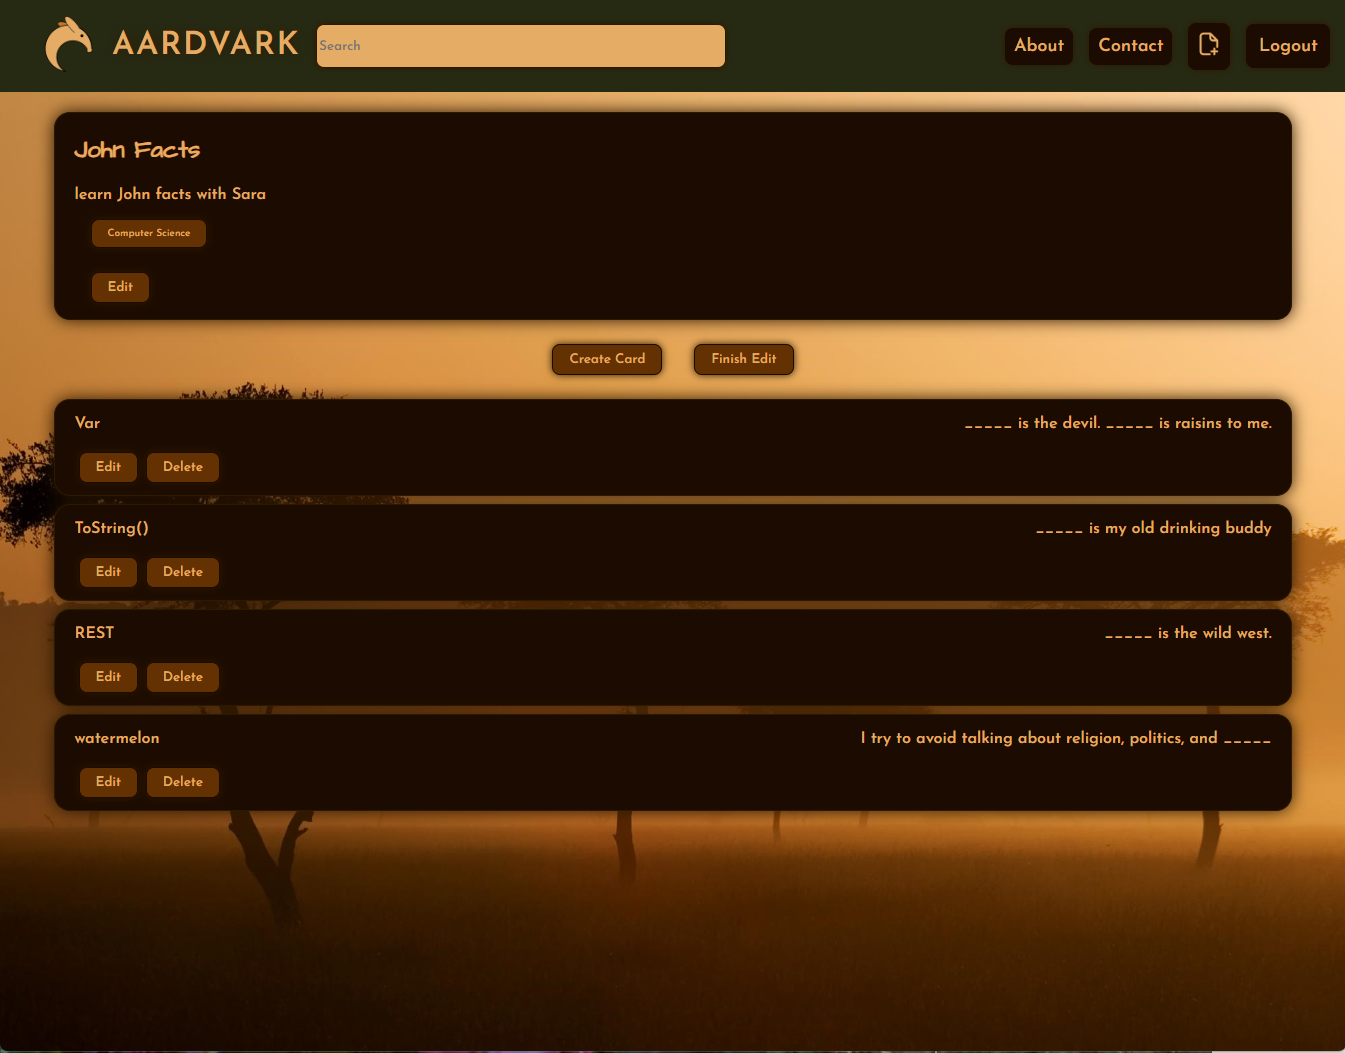 AARDVARK
Search
About
Contact
Logout
John Facts
learn John facts with Sara
Computer Science
Edit
Create Card
Finish Edit
Var
_____ is the devil. _____ is raisins to me.
Edit
Delete
ToString()
_____ is my old drinking buddy
Edit
Delete
REST
_____ is the wild west.
Edit
Delete
watermelon
I try to avoid talking about religion, politics, and _____
Edit
Delete